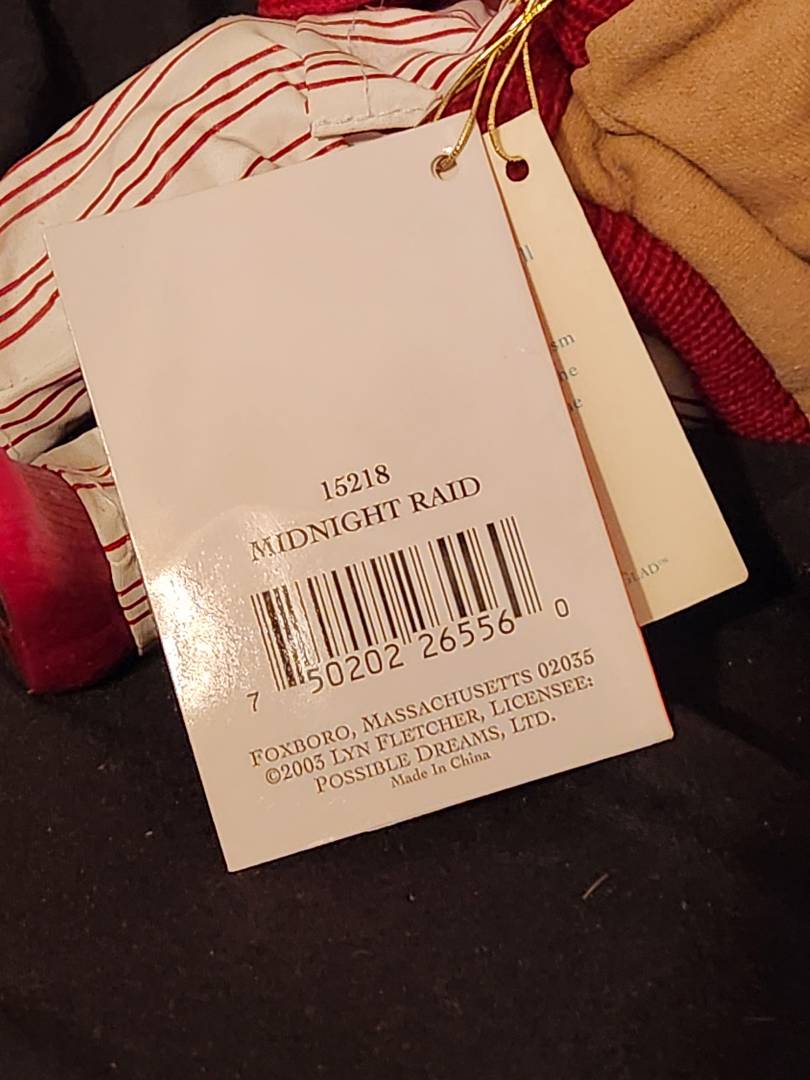 15218
MIDNIGHT RAID
7 50202 26556 0
FOXBORO, MASSACHUSETTS 02035
©2003 LYN FLETCHER, LICENSEE:
POSSIBLE DREAMS, LTD.
Made In China